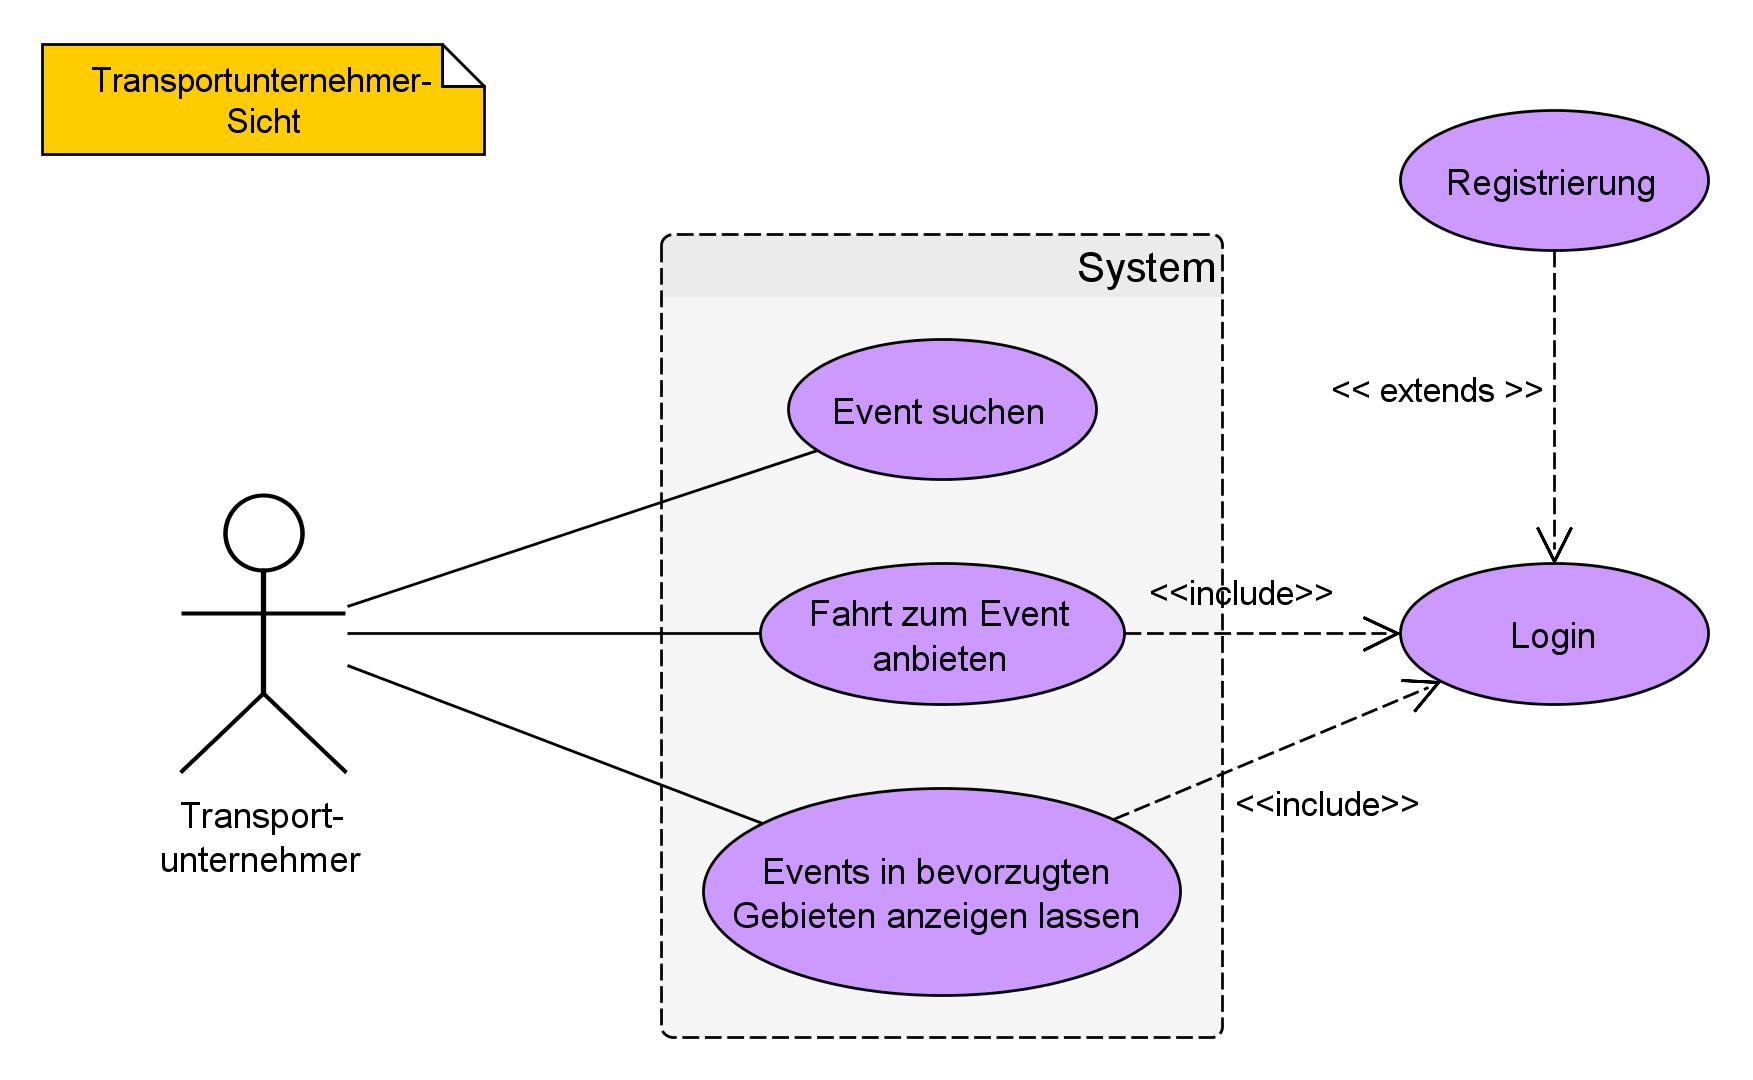 Transportunternehmer-
Sicht
Registrierung
System
<< extends >>
Event suchen
<<include>>
Fahrt zum Event
anbieten
Login
Transport-
unternehmer
<<include>>
Events in bevorzugten
Gebieten anzeigen lassen